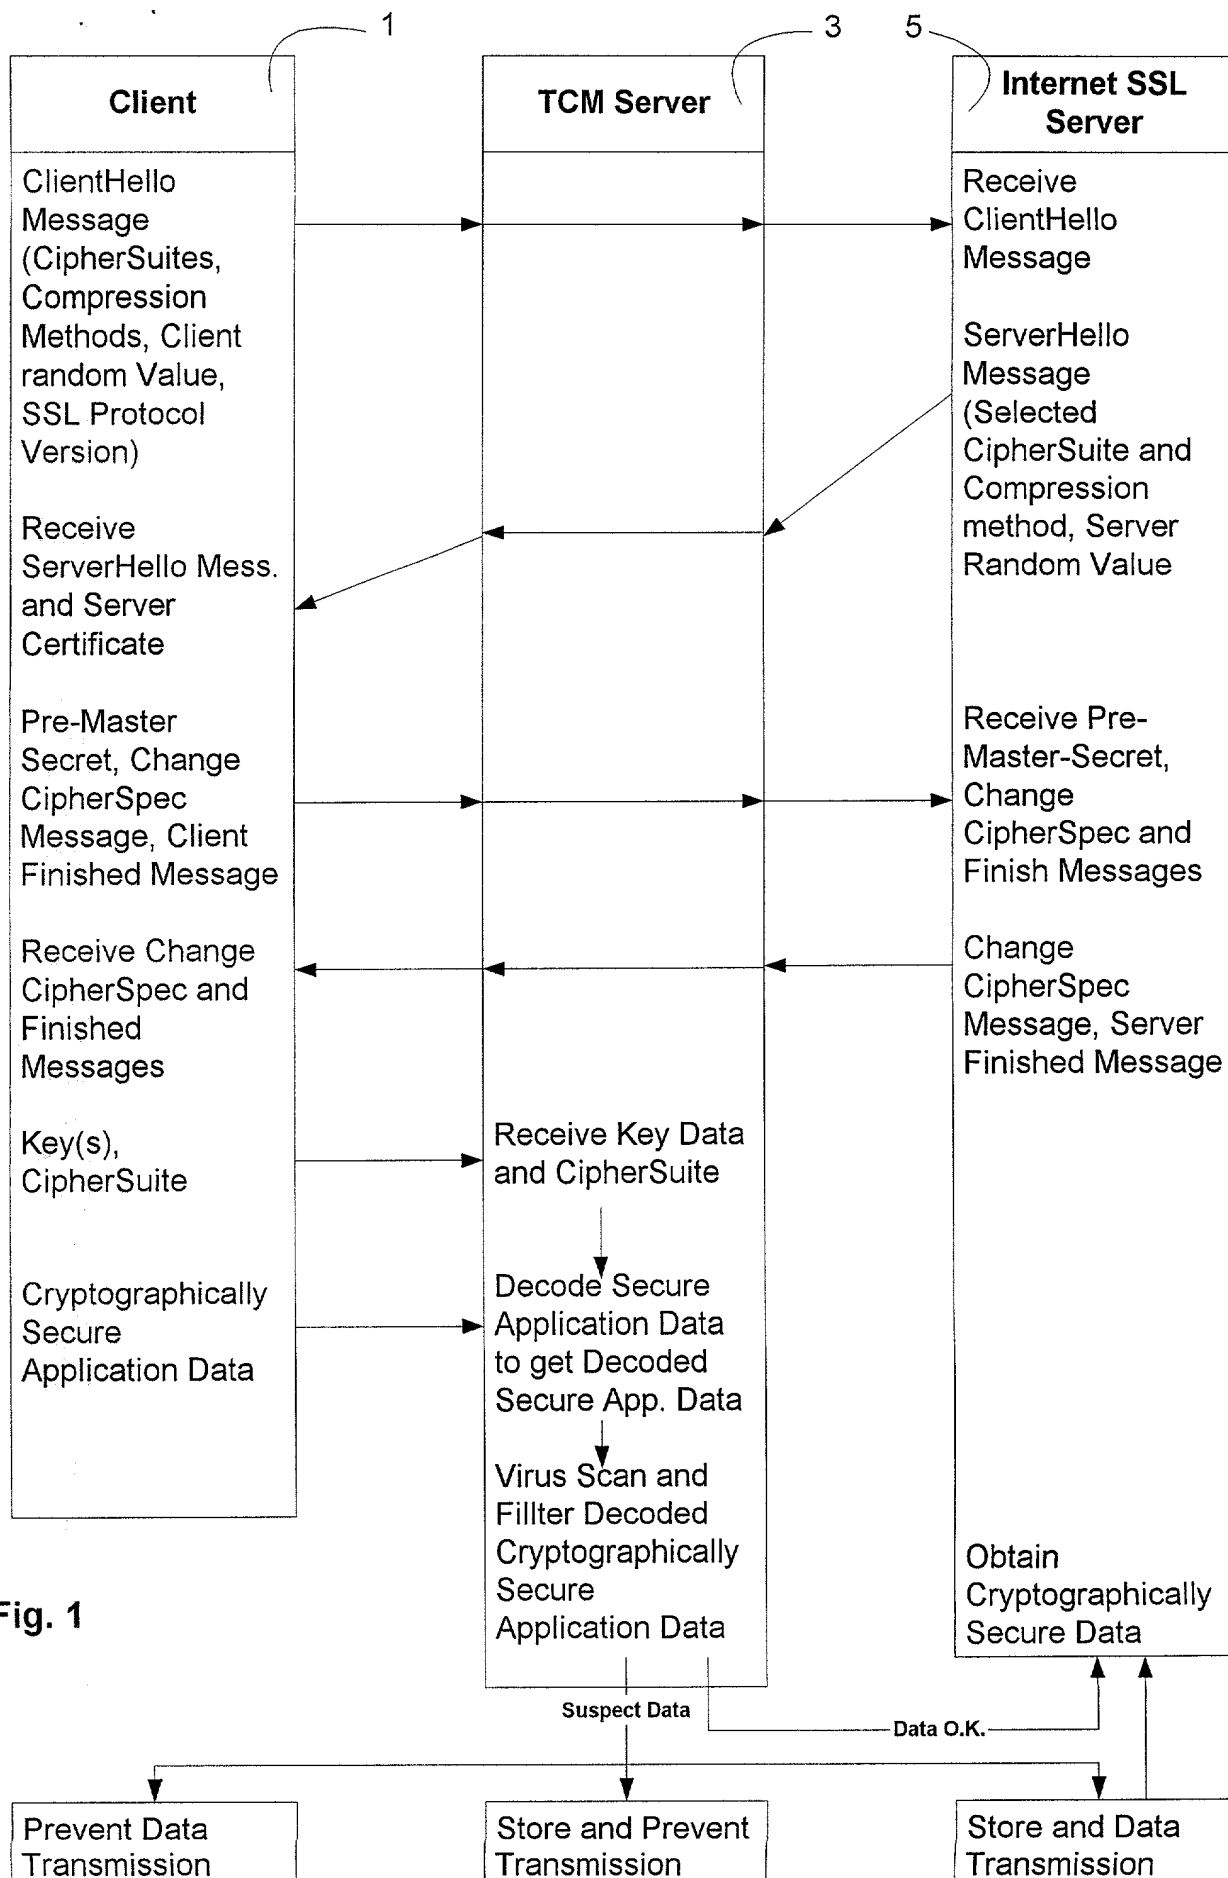 1
3
5
Client
TCM Server
Internet SSL
Server
ClientHello
Message
(CipherSuites,
Compression
Methods, Client
random Value,
SSL Protocol
Version)
Receive
ServerHello Mess.
and Server
Certificate
Pre-Master
Secret, Change
CipherSpec
Message, Client
Finished Message
Receive Change
CipherSpec and
Finished
Messages
Key(s),
CipherSuite
Cryptographically
Secure
Application Data
Receive Key Data
and CipherSuite
Decode Secure
Application Data
to get Decoded
Secure App. Data
Virus Scan and
Fillter Decoded
Cryptographically
Secure
Application Data
Receive
ClientHello
Message
ServerHello
Message
(Selected
CipherSuite and
Compression
method, Server
Random Value
Receive Pre-
Master-Secret,
Change
CipherSpec and
Finish Messages
Change
CipherSpec
Message, Server
Finished Message
Obtain
Cryptographically
Secure Data
Fig. 1
Suspect Data
Data O.K.
Prevent Data
Transmission
Store and Prevent
Transmission
Store and Data
Transmission